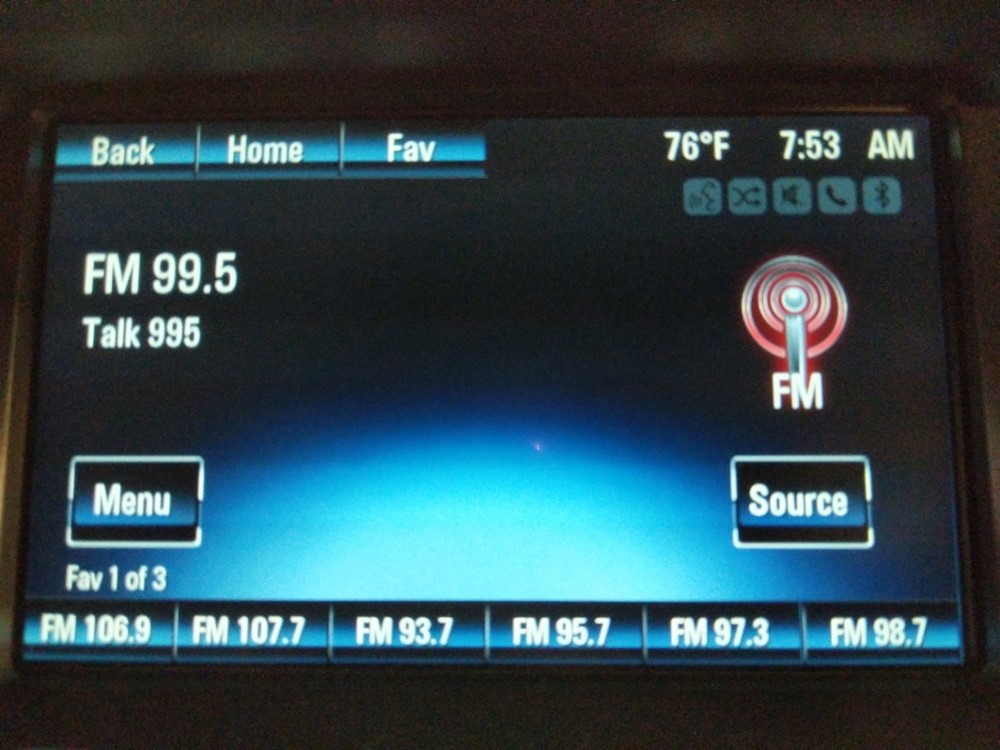 Back Home Fav 76°F 7:53 AM
FM 99.5
Talk 995
FM
Menu Source
Fav 1 of 3
FM 106.9 FM 107.7 FM 93.7 FM 95.7 FM 97.3 FM 98.7